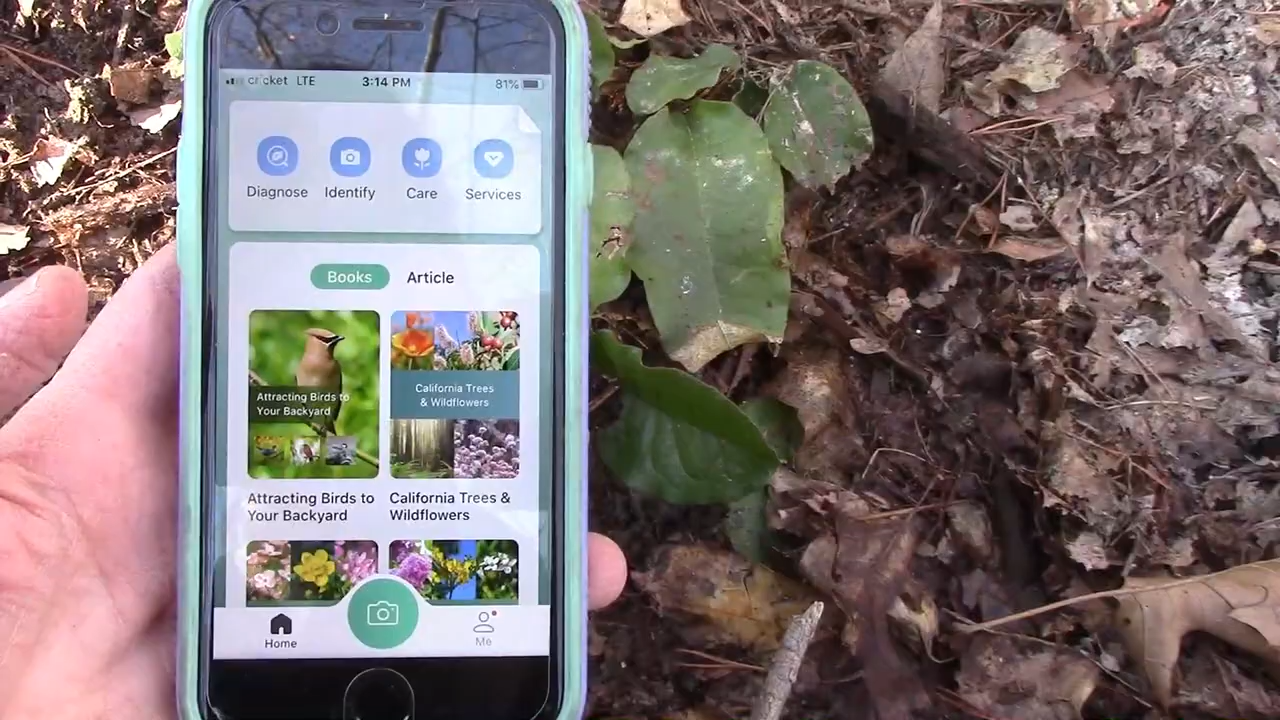 cricket LTE 3:14 PM 81%
Diagnose Identify Care Services
Books Article
Attracting Birds to
Your Backyard
California Trees
& Wildflowers
Attracting Birds to
Your Backyard
California Trees &
Wildflowers
Home Me